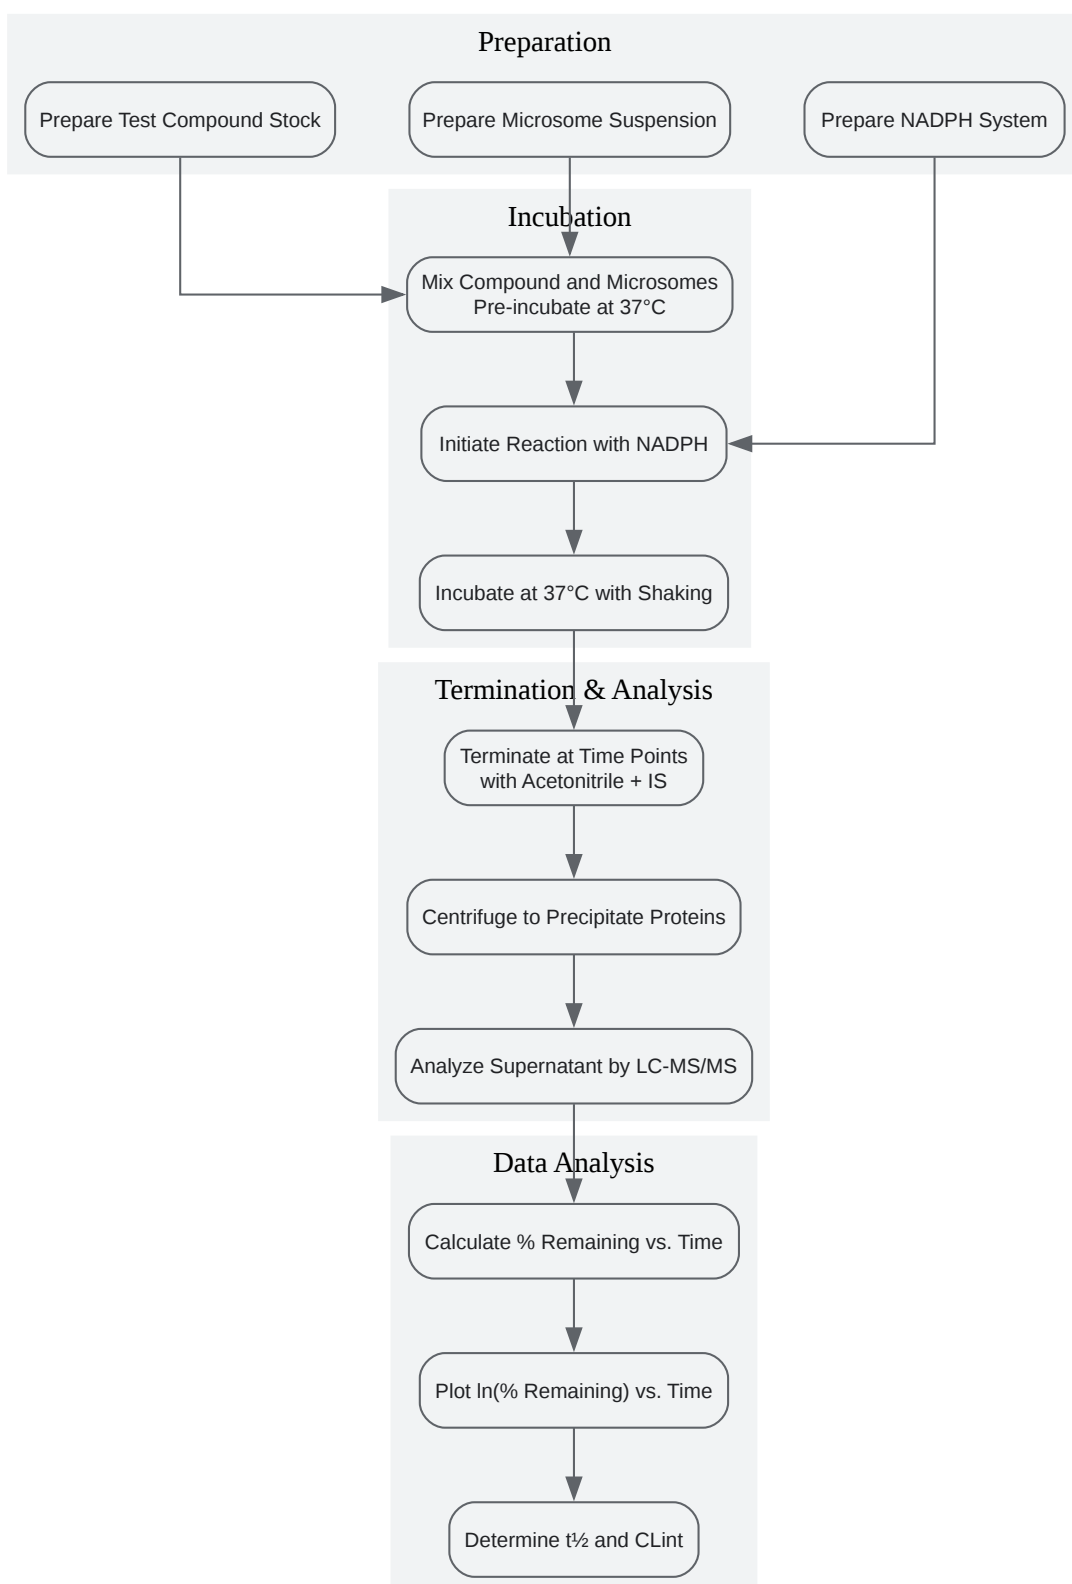 Preparation
Prepare Test Compound Stock
Prepare Microsome Suspension
Prepare NADPH System
Incubation
Mix Compound and Microsomes
Pre-incubate at 37°C
Initiate Reaction with NADPH
Incubate at 37°C with Shaking
Termination & Analysis
Terminate at Time Points
with Acetonitrile + IS
Centrifuge to Precipitate Proteins
Analyze Supernatant by LC-MS/MS
Data Analysis
Calculate % Remaining vs. Time
Plot ln(% Remaining) vs. Time
Determine t½ and CLint